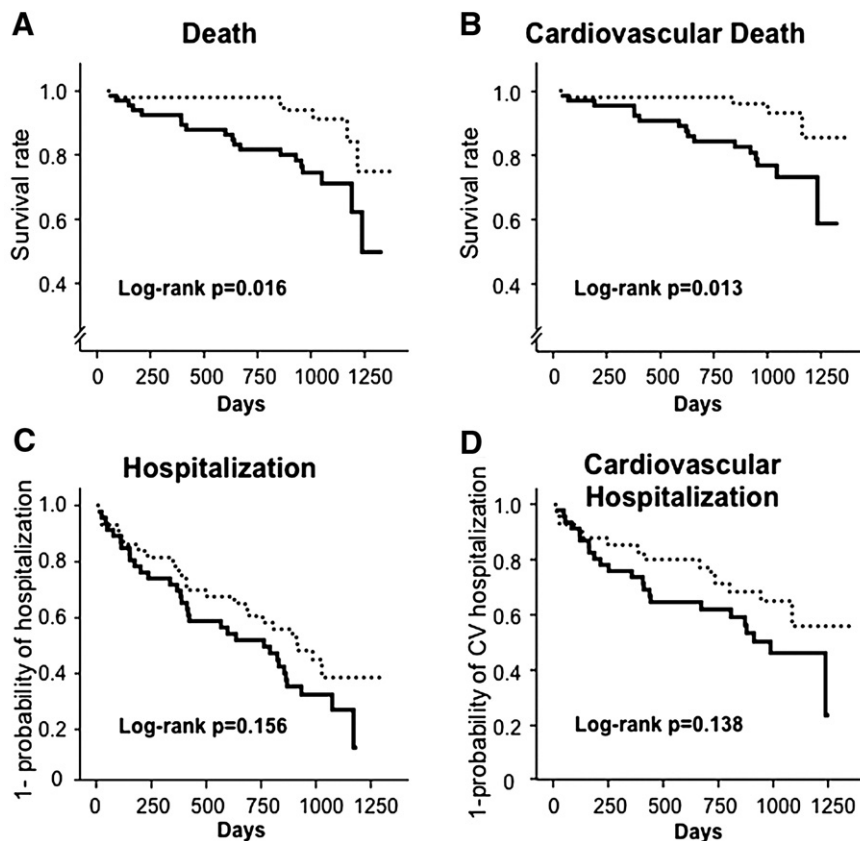 A
Death
Survival rate
1.0
0.8
0.6
0.4
Log-rank p=0.016
0 250 500 750 1000 1250
Days
B
Cardiovascular Death
Survival rate
1.0
0.8
0.6
0.4
Log-rank p=0.013
0 250 500 750 1000 1250
Days
C
Hospitalization
1- probability of hospitalization
1.0
0.8
0.6
0.4
0.2
0
Log-rank p=0.156
0 250 500 750 1000 1250
Days
D
Cardiovascular
Hospitalization
1-probability of CV hospitalization
1.0
0.8
0.6
0.4
0.2
0
Log-rank p=0.138
0 250 500 750 1000 1250
Days